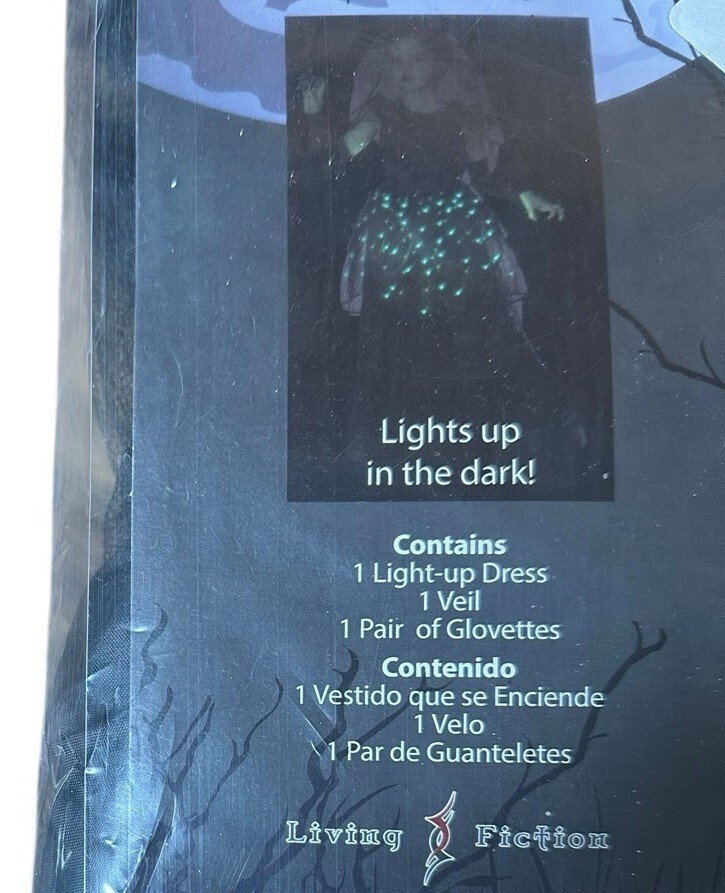 Lights up
in the dark!
Contains
1 Light-up Dress
1 Veil
1 Pair of Glovettes
Contenido
1 Vestido que se Enciende
1 Velo
1 Par de Guanteletes
Living Fiction